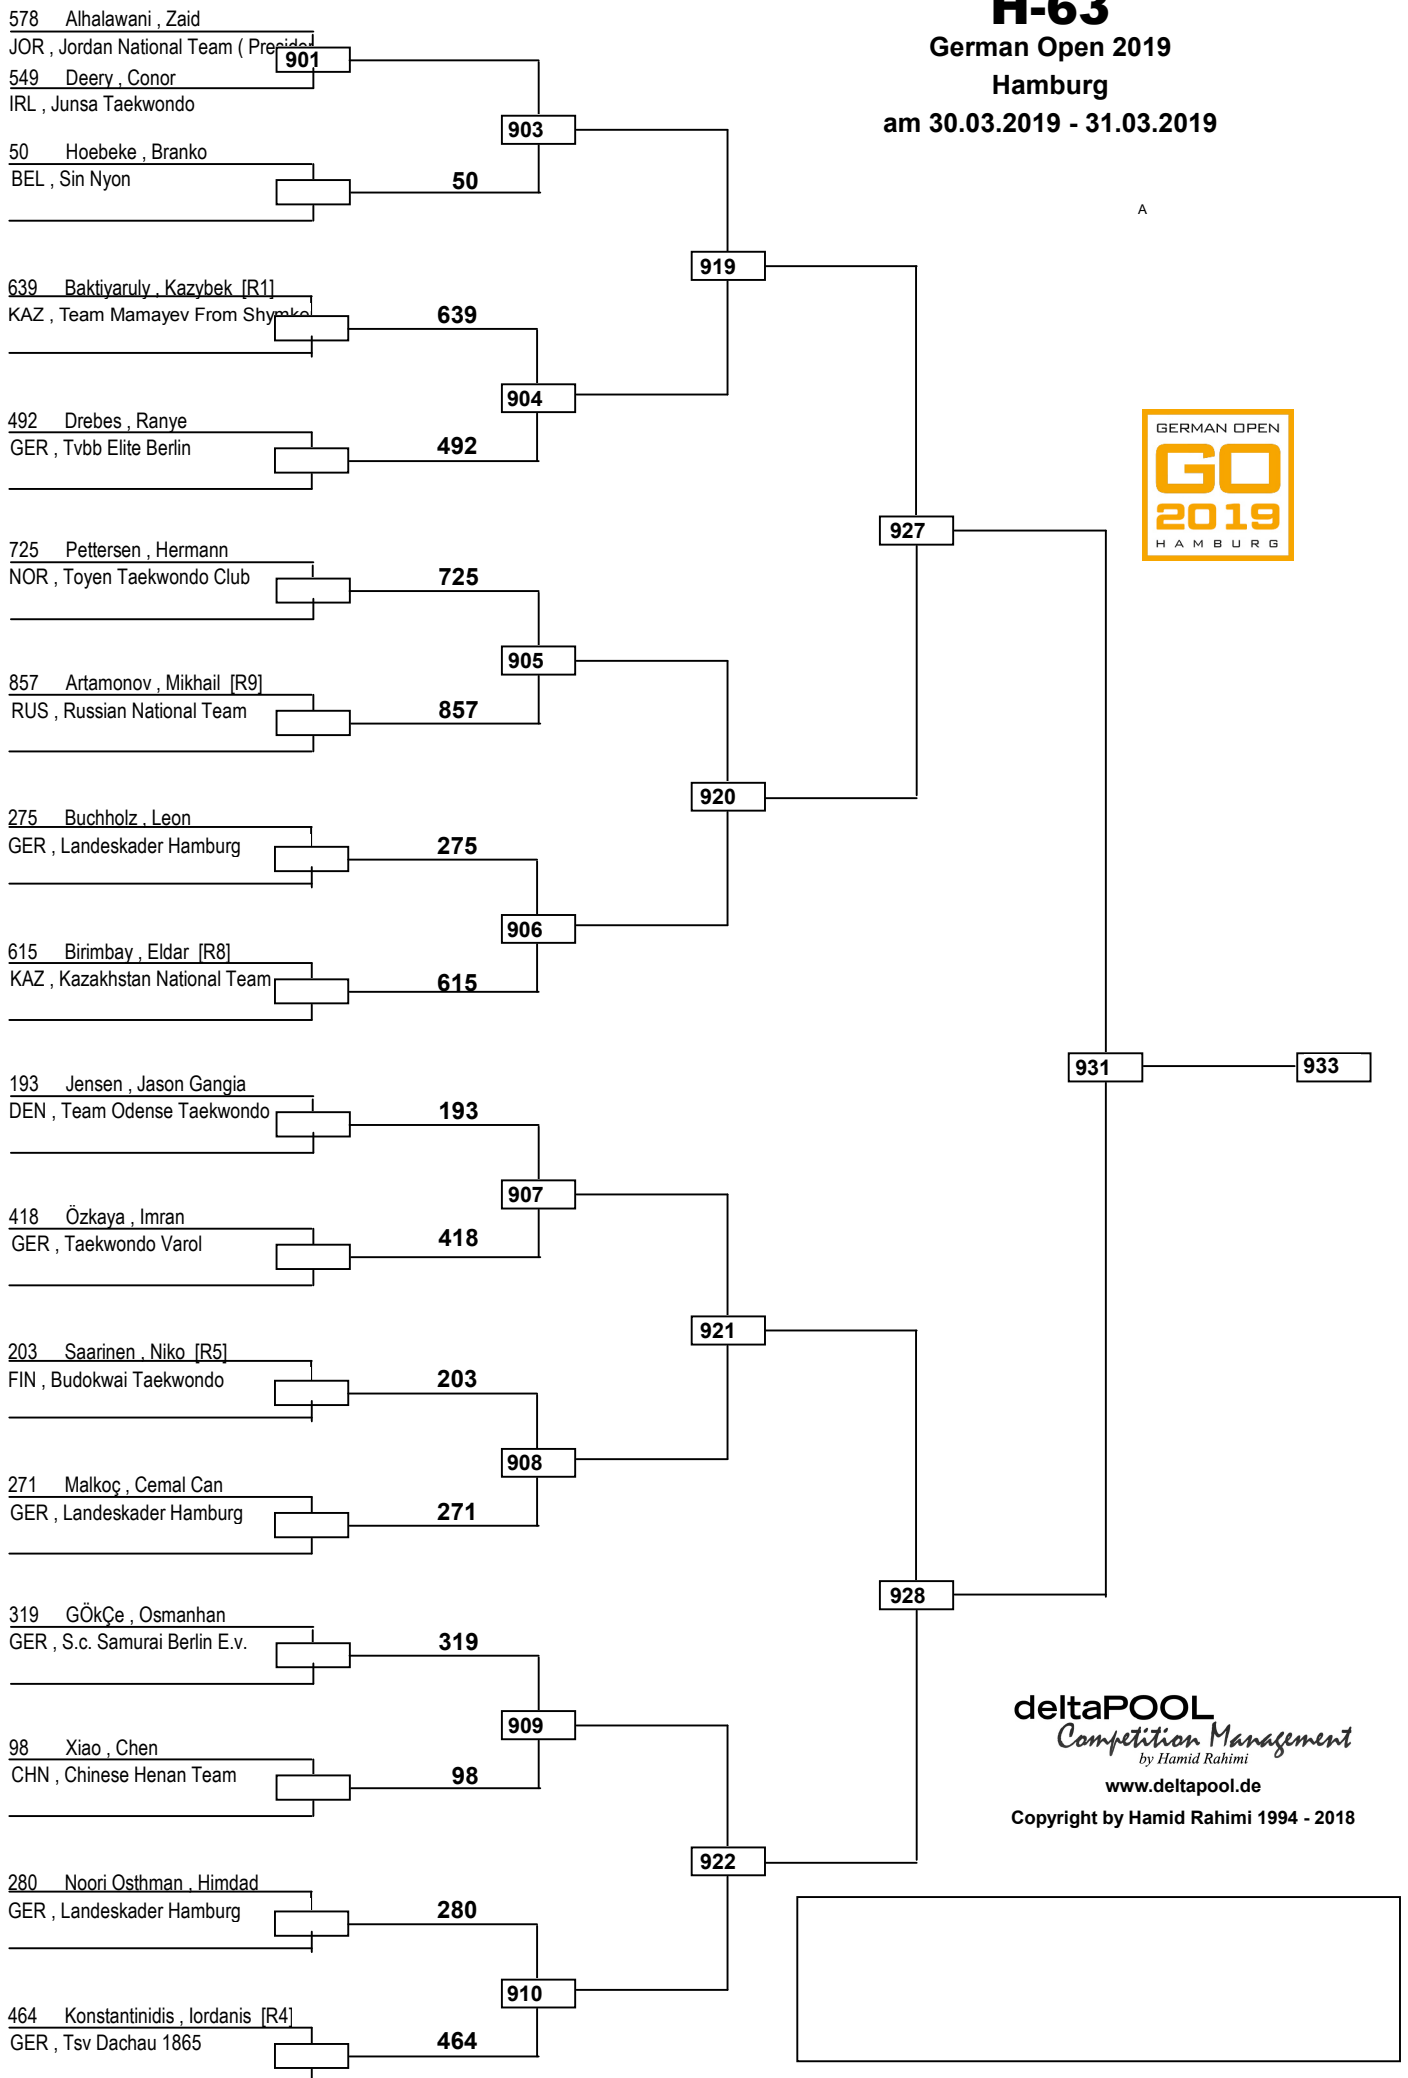 H-63
German Open 2019
Hamburg
am 30.03.2019 - 31.03.2019
A
578 Alhalawani , Zaid
JOR , Jordan National Team (
901
549 Deery , Conor
IRL , Junsa Taekwondo
903
50 Hoebeke , Branko
BEL , Sin Nyon
50
919
639 Baktiyaruly , Kazybek [R1]
KAZ , Team Mamayev From
639
904
492 Drebes , Ranye
GER , Tvbb Elite Berlin
492
GERMAN OPEN
GO
2019
HAMBURG
927
725 Pettersen , Hermann
NOR , Toyen Taekwondo Club
725
905
857 Artamonov , Mikhail [R9]
RUS , Russian National Team
857
920
275 Buchholz , Leon
GER , Landeskader Hamburg
275
906
615 Birimbay , Eldar [R8]
KAZ , Kazakhstan National Team
615
931 933
193 Jensen , Jason Gangia
DEN , Team Odense Taekwondo
193
907
418 Özkaya , Imran
GER , Taekwondo Varol
418
921
203 Saarinen , Niko [R5]
FIN , Budokwai Taekwondo
203
908
271 Malkoç , Cemal Can
GER , Landeskader Hamburg
271
928
319 GÖkÇe , Osmanhan
GER , S.c. Samurai Berlin E.v.
319
909
98 Xiao , Chen
CHN , Chinese Henan Team
98
922
280 Noori Osthman , Himdad
GER , Landeskader Hamburg
280
910
464 Konstantinidis , Iordanis [R4]
GER , Tsv Dachau 1865
464
deltaPOOL
Competition Management
by Hamid Rahimi
www.deltapool.de
Copyright by Hamid Rahimi 1994 - 2018